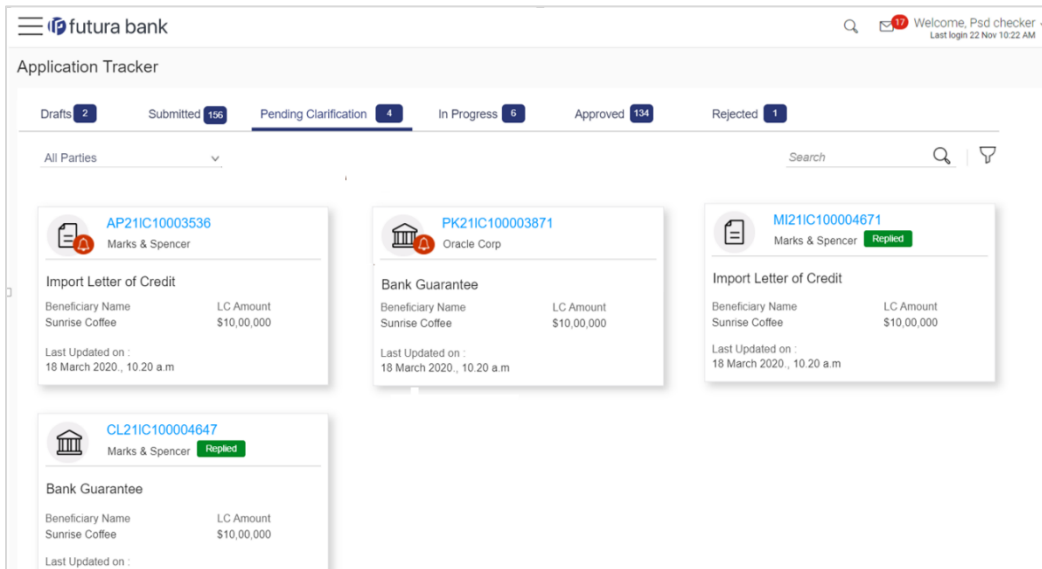 futura bank
17
Welcome, Psd checker
Last login 22 Nov 10:22 AM
Application Tracker
Drafts 2 Submitted 156 Pending Clarification 4 In Progress 6 Approved 134 Rejected 1
All Parties
Search
AP21IC10003536
Marks & Spencer
Import Letter of Credit
Beneficiary Name LC Amount
Sunrise Coffee $10,00,000
Last Updated on :
18 March 2020., 10.20 a.m
PK21IC100003871
Oracle Corp
Bank Guarantee
Beneficiary Name LC Amount
Sunrise Coffee $10,00,000
Last Updated on :
18 March 2020., 10.20 a.m
MI21IC100004671
Marks & Spencer Replied
Import Letter of Credit
Beneficiary Name LC Amount
Sunrise Coffee $10,00,000
Last Updated on :
18 March 2020., 10.20 a.m
CL21IC100004647
Marks & Spencer Replied
Bank Guarantee
Beneficiary Name LC Amount
Sunrise Coffee $10,00,000
Last Updated on :